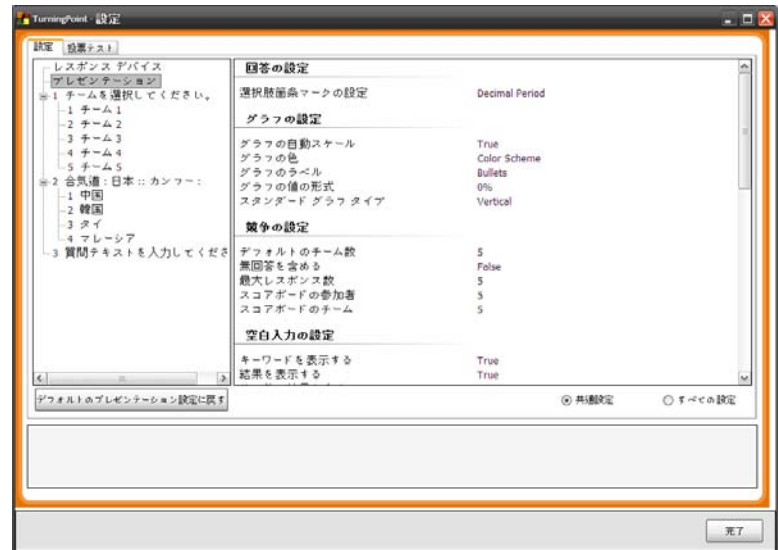 TurningPoint - 設定
設定 投票テスト
レスポンス デバイス
プレゼンテーション
1 チームを選択してください。
1 チーム 1
2 チーム 2
3 チーム 3
4 チーム 4
5 チーム 5
2 合気道:日本::カンフー:
1 中国
2 韓国
3 タイ
4 マレーシア
3 質問テキストを入力してくださ
回答の設定
選択肢箇条マークの設定 Decimal Period
グラフの設定
グラフの自動スケール True
グラフの色 Color Scheme
グラフのラベル Bullets
グラフの値の形式 0%
スタンダード グラフ タイプ Vertical
競争の設定
デフォルトのチーム数 5
無回答を含める False
最大レスポンス数 5
スコアボードの参加者 5
スコアボードのチーム 5
空白入力の設定
キーワードを表示する True
結果を表示する True
デフォルトのプレゼンテーション設定に戻す
共通設定 すべての設定
完了